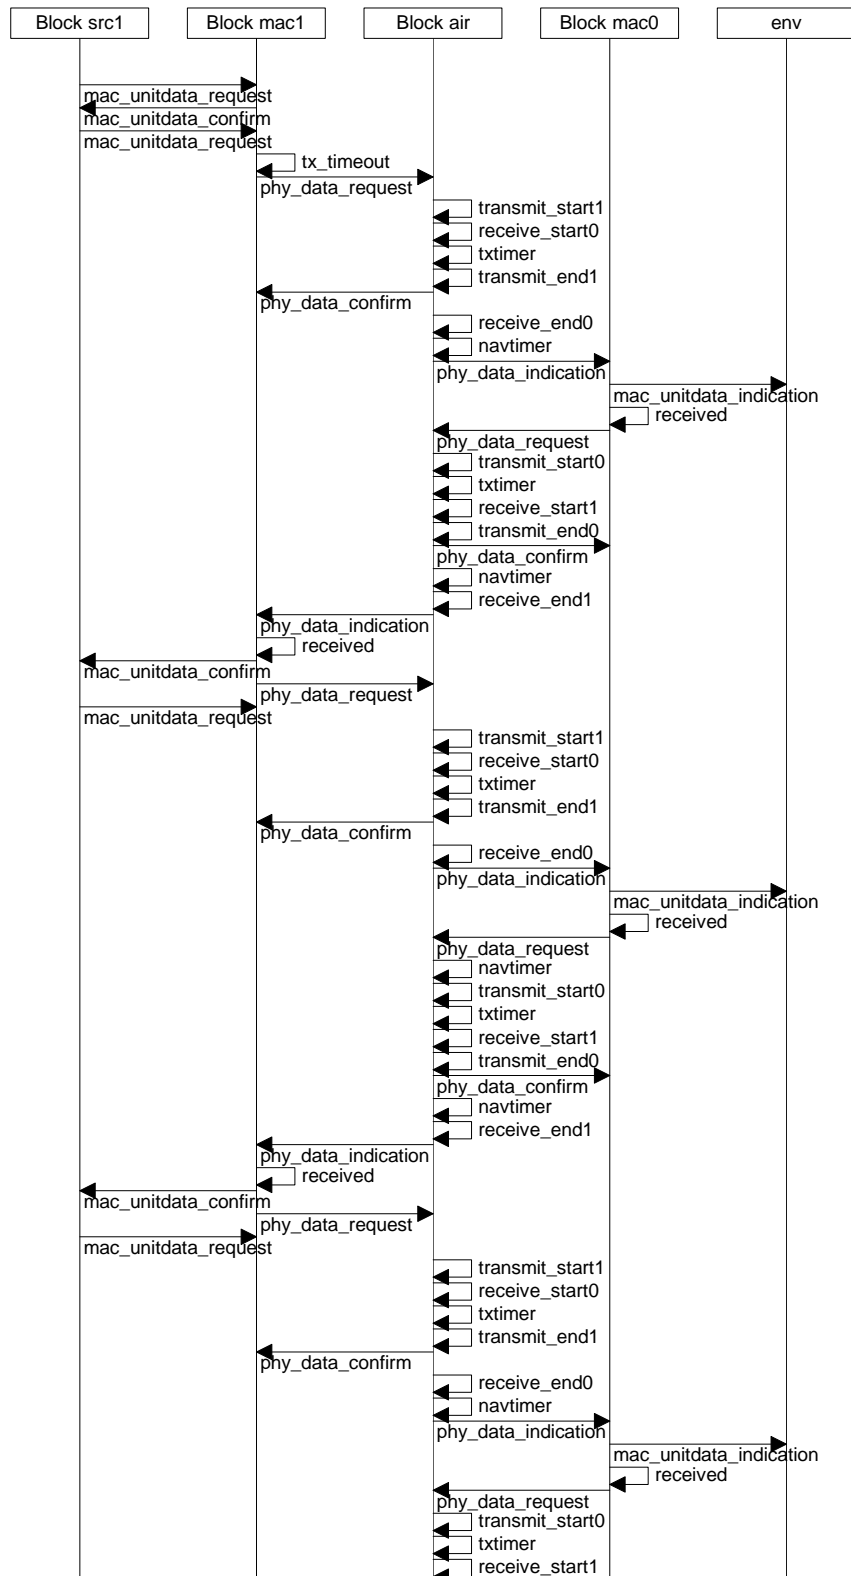 Block src1
Block mac1
Block air
Block mac0
env
mac_unitdata_request
mac_unitdata_confirm
mac_unitdata_request
tx_timeout
phy_data_request
transmit_start1
receive_start0
txtimer
transmit_end1
phy_data_confirm
receive_end0
navtimer
phy_data_indication
mac_unitdata_indication
received
phy_data_request
transmit_start0
txtimer
receive_start1
transmit_end0
phy_data_confirm
navtimer
receive_end1
phy_data_indication
received
mac_unitdata_confirm
phy_data_request
mac_unitdata_request
transmit_start1
receive_start0
txtimer
transmit_end1
phy_data_confirm
receive_end0
phy_data_indication
mac_unitdata_indication
received
phy_data_request
navtimer
transmit_start0
txtimer
receive_start1
transmit_end0
phy_data_confirm
navtimer
receive_end1
phy_data_indication
received
mac_unitdata_confirm
phy_data_request
mac_unitdata_request
transmit_start1
receive_start0
txtimer
transmit_end1
phy_data_confirm
receive_end0
navtimer
phy_data_indication
mac_unitdata_indication
received
phy_data_request
transmit_start0
txtimer
receive_start1